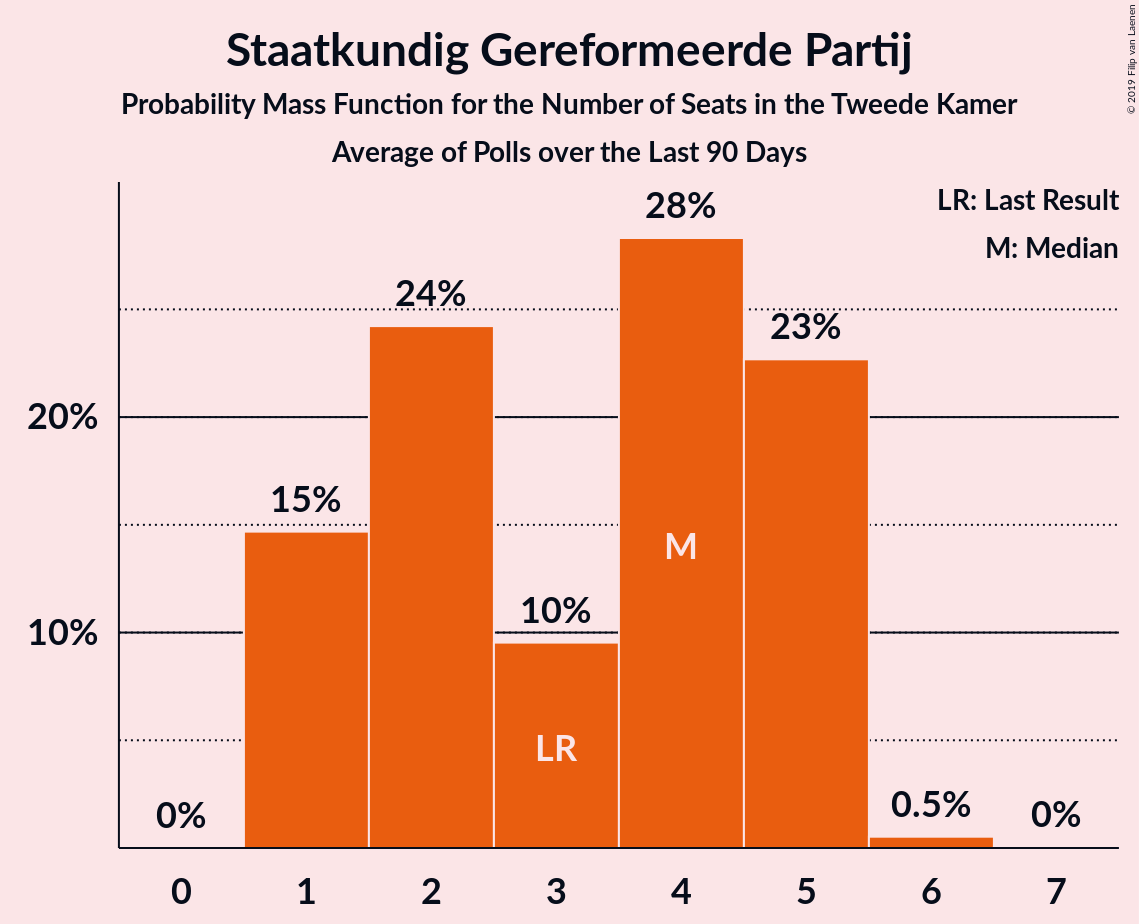 Staatkundig Gereformeerde Partij
Probability Mass Function for the Number of Seats in the Tweede Kamer
Average of Polls over the Last 90 Days
© 2019 Filip van Laenen
LR: Last Result
M: Median
28%
24%
23%
20%
15%
M
10%
10%
LR
0%
0.5%
0%
0 1 2 3 4 5 6 7